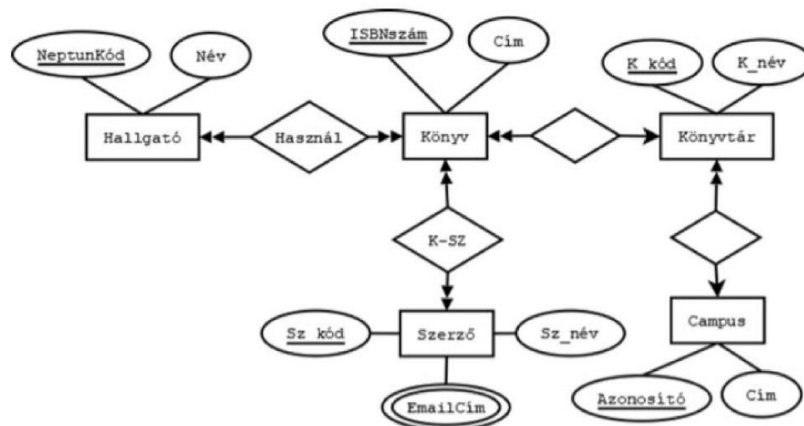 NeptunKód
Név
ISBNszám
Cím
K_kód
K_név
Hallgató
Használ
Könyv
Könyvtár
K-SZ
Sz_kód
Szerző
Sz_név
Campus
EmailCím
Azonosító
Cím